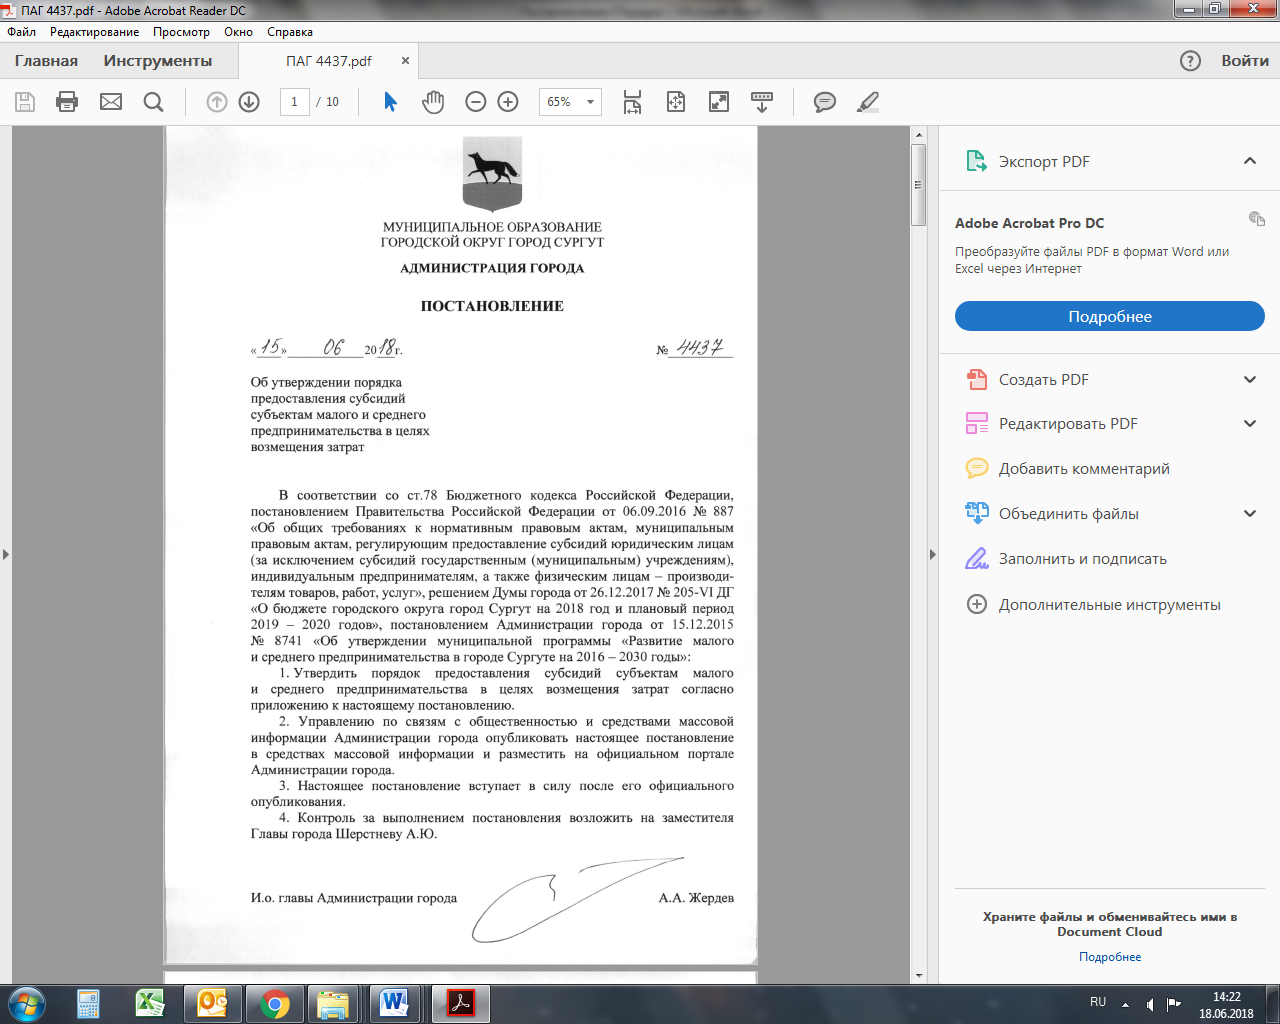 ПАГ 4437.pdf - Adobe Acrobat Reader DC
Файл Редактирование Просмотр Окно Справка
Главная Инструменты ПАГ 4437.pdf × ? Войти
1 / 10 65%
МУНИЦИПАЛЬНОЕ ОБРАЗОВАНИЕ
ГОРОДСКОЙ ОКРУГ ГОРОД СУРГУТ
АДМИНИСТРАЦИЯ ГОРОДА
ПОСТАНОВЛЕНИЕ
«15» 06 2018г. № 4437
Об утверждении порядка
предоставления субсидий
субъектам малого и среднего
предпринимательства в целях
возмещения затрат
В соответствии со ст.78 Бюджетного кодекса Российской Федерации,
постановлением Правительства Российской Федерации от 06.09.2016 № 887
«Об общих требованиях к нормативным правовым актам, муниципальным
правовым актам, регулирующим предоставление субсидий юридическим лицам
(за исключением субсидий государственным (муниципальным) учреждениям),
индивидуальным предпринимателям, а также физическим лицам – производи-
телям товаров, работ, услуг», решением Думы города от 26.12.2017 № 205-VI ДГ
«О бюджете городского округа город Сургут на 2018 год и плановый период
2019 – 2020 годов», постановлением Администрации города от 15.12.2015
№ 8741 «Об утверждении муниципальной программы «Развитие малого
и среднего предпринимательства в городе Сургуте на 2016 – 2030 годы»:
1. Утвердить порядок предоставления субсидий субъектам малого
и среднего предпринимательства в целях возмещения затрат согласно
приложению к настоящему постановлению.
2. Управлению по связям с общественностью и средствами массовой
информации Администрации города опубликовать настоящее постановление
в средствах массовой информации и разместить на официальном портале
Администрации города.
3. Настоящее постановление вступает в силу после его официального
опубликования.
4. Контроль за выполнением постановления возложить на заместителя
Главы города Шерстневу А.Ю.
И.о. главы Администрации города А.А. Жердев
Экспорт PDF
Adobe Acrobat Pro DC
Преобразуйте файлы PDF в формат Word или
Excel через Интернет
Подробнее
Создать PDF
Редактировать PDF
Добавить комментарий
Объединить файлы
Заполнить и подписать
Дополнительные инструменты
Храните файлы и обменивайтесь ими в
Document Cloud
Подробнее
RU 14:22
18.06.2018